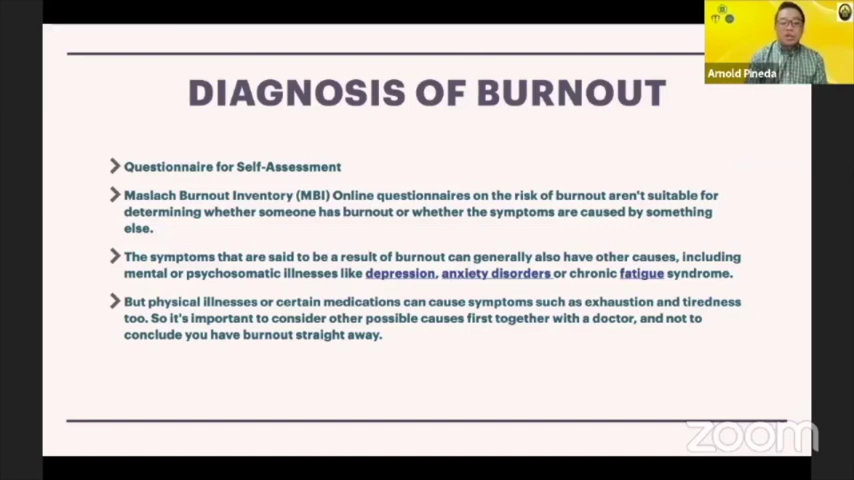 Arnold Pineda
DIAGNOSIS OF BURNOUT
Questionnaire for Self-Assessment
Maslach Burnout Inventory (MBI) Online questionnaires on the risk of burnout aren't suitable for
determining whether someone has burnout or whether the symptoms are caused by something
else.
The symptoms that are said to be a result of burnout can generally also have other causes, including
mental or psychosomatic illnesses like depression, anxiety disorders or chronic fatigue syndrome.
But physical illnesses or certain medications can cause symptoms such as exhaustion and tiredness
too. So it's important to consider other possible causes first together with a doctor, and not to
conclude you have burnout straight away.
zoom